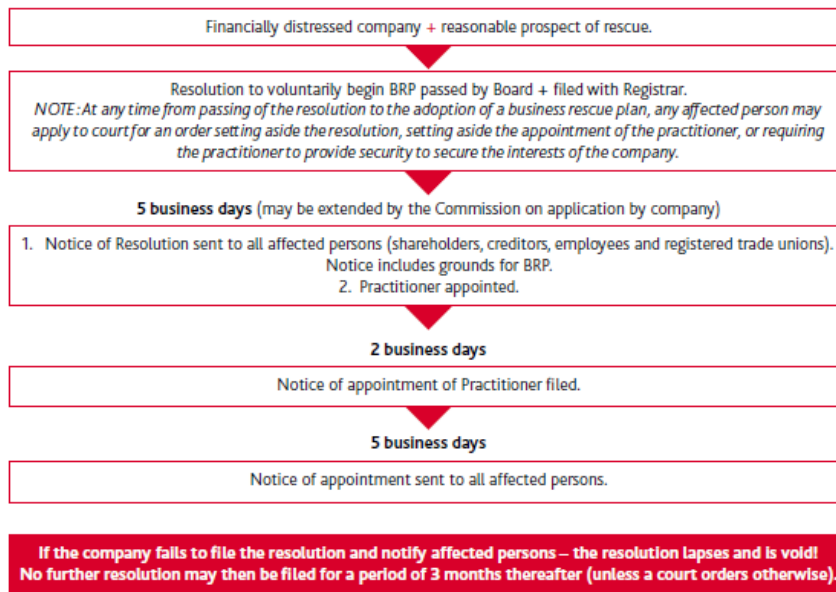 Financially distressed company + reasonable prospect of rescue.
Resolution to voluntarily begin BRP passed by Board + filed with Registrar.
NOTE: At any time from passing of the resolution to the adoption of a business rescue plan, any affected person may
apply to court for an order setting aside the resolution, setting aside the appointment of the practitioner, or requiring
the practitioner to provide security to secure the interests of the company.
5 business days (may be extended by the Commission on application by company)
1. Notice of Resolution sent to all affected persons (shareholders, creditors, employees and registered trade unions).
Notice includes grounds for BRP.
2. Practitioner appointed.
2 business days
Notice of appointment of Practitioner filed.
5 business days
Notice of appointment sent to all affected persons.
If the company fails to file the resolution and notify affected persons – the resolution lapses and is void!
No further resolution may then be filed for a period of 3 months thereafter (unless a court orders otherwise).